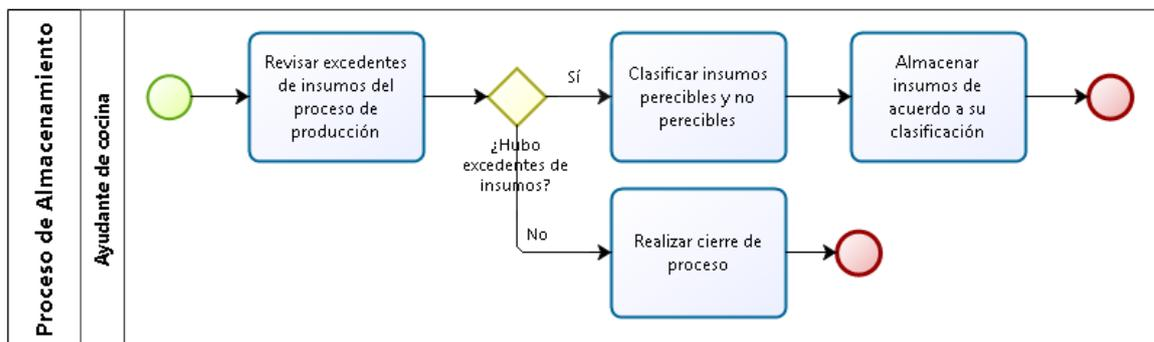 Proceso de Almacenamiento
Ayudante de cocina
Revisar excedentes
de insumos del
proceso de
producción
¿Hubo
excedentes de
insumos?
Sí
Clasificar insumos
perecibles y no
perecibles
Almacenar
insumos de
acuerdo a su
clasificación
No
Realizar cierre de
proceso